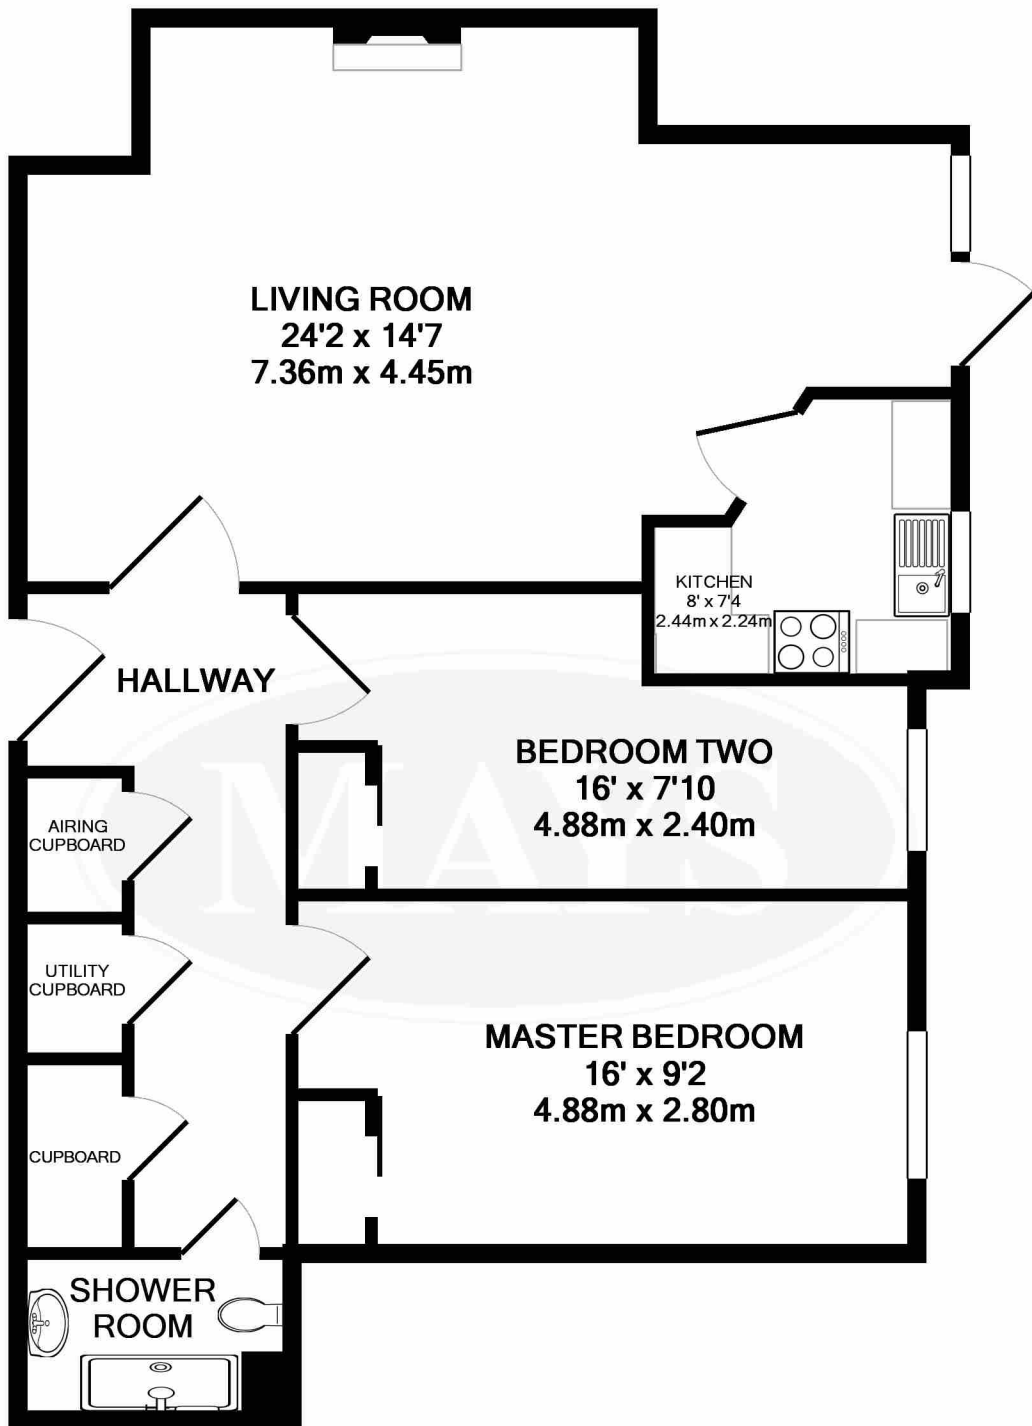 LIVING ROOM
24'2 x 14'7
7.36m x 4.45m
KITCHEN
8' x 7'4
2.44m x 2.24m
HALLWAY
BEDROOM TWO
16' x 7'10
4.88m x 2.40m
MAYS
AIRING
CUPBOARD
UTILITY
CUPBOARD
MASTER BEDROOM
16' x 9'2
4.88m x 2.80m
CUPBOARD
SHOWER
ROOM